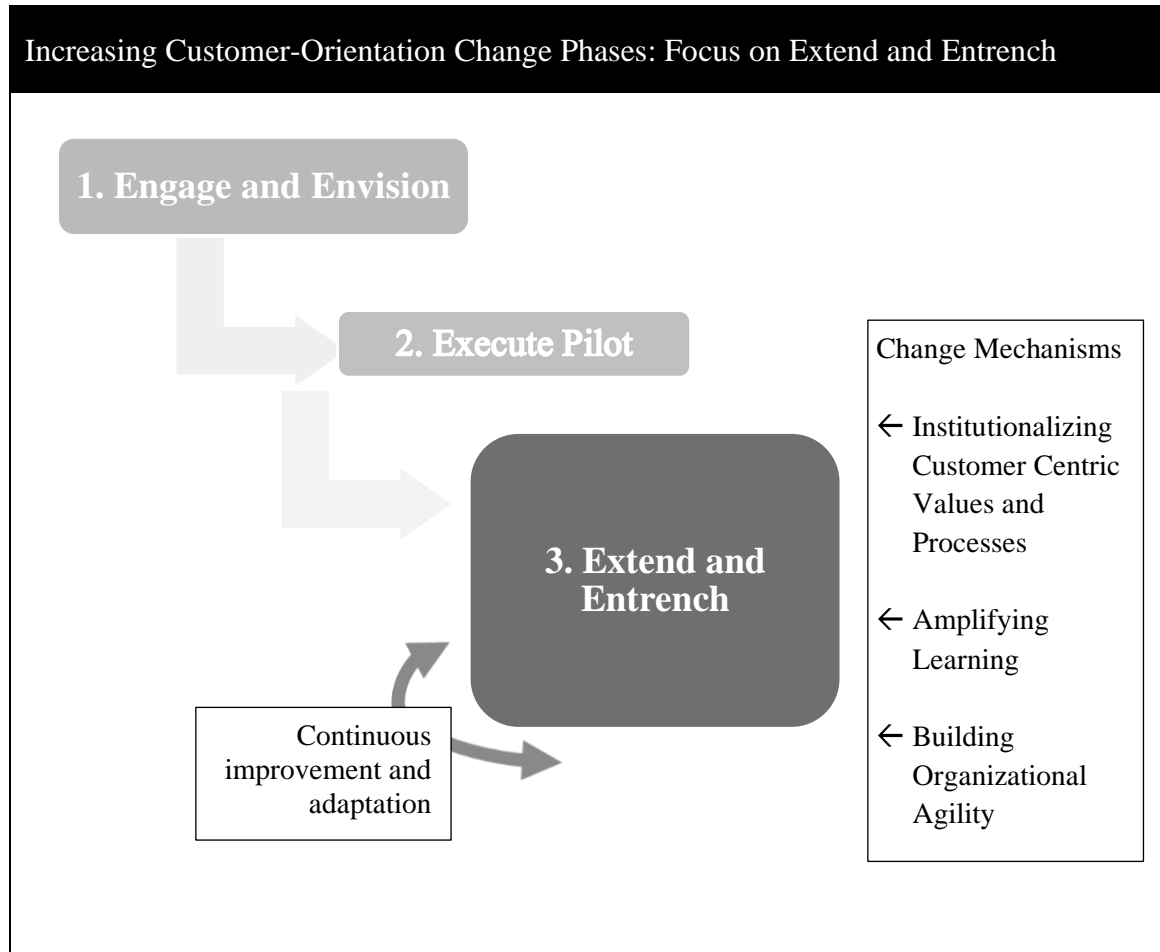 Increasing Customer-Orientation Change Phases: Focus on Extend and Entrench
1. Engage and Envision
2. Execute Pilot
3. Extend and
Entrench
Continuous
improvement and
adaptation
Change Mechanisms
← Institutionalizing
Customer Centric
Values and
Processes
← Amplifying
Learning
← Building
Organizational
Agility